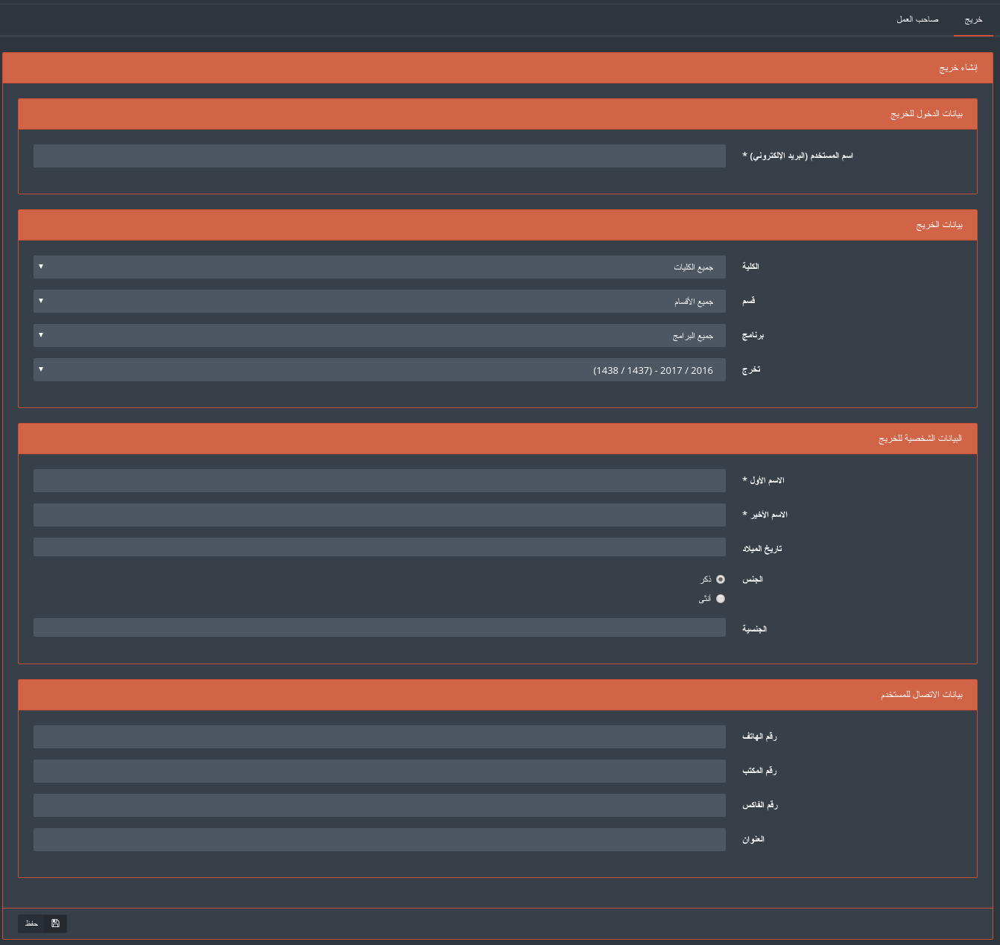 خريج
صاحب العمل
إنشاء خريج
بيانات الدخول للخريج
اسم المستخدم (البريد الإلكتروني) *
بيانات الخريج
الكلية
جميع الكليات
قسم
جميع الأقسام
برنامج
جميع البرامج
تخرج
2016 / 2017 - (1437 / 1438)
البيانات الشخصية للخريج
الاسم الأول *
الاسم الأخير *
تاريخ الميلاد
الجنس
ذكر
أنثى
الجنسية
بيانات الاتصال للمستخدم
رقم الهاتف
رقم المكتب
رقم الفاكس
العنوان
حفظ